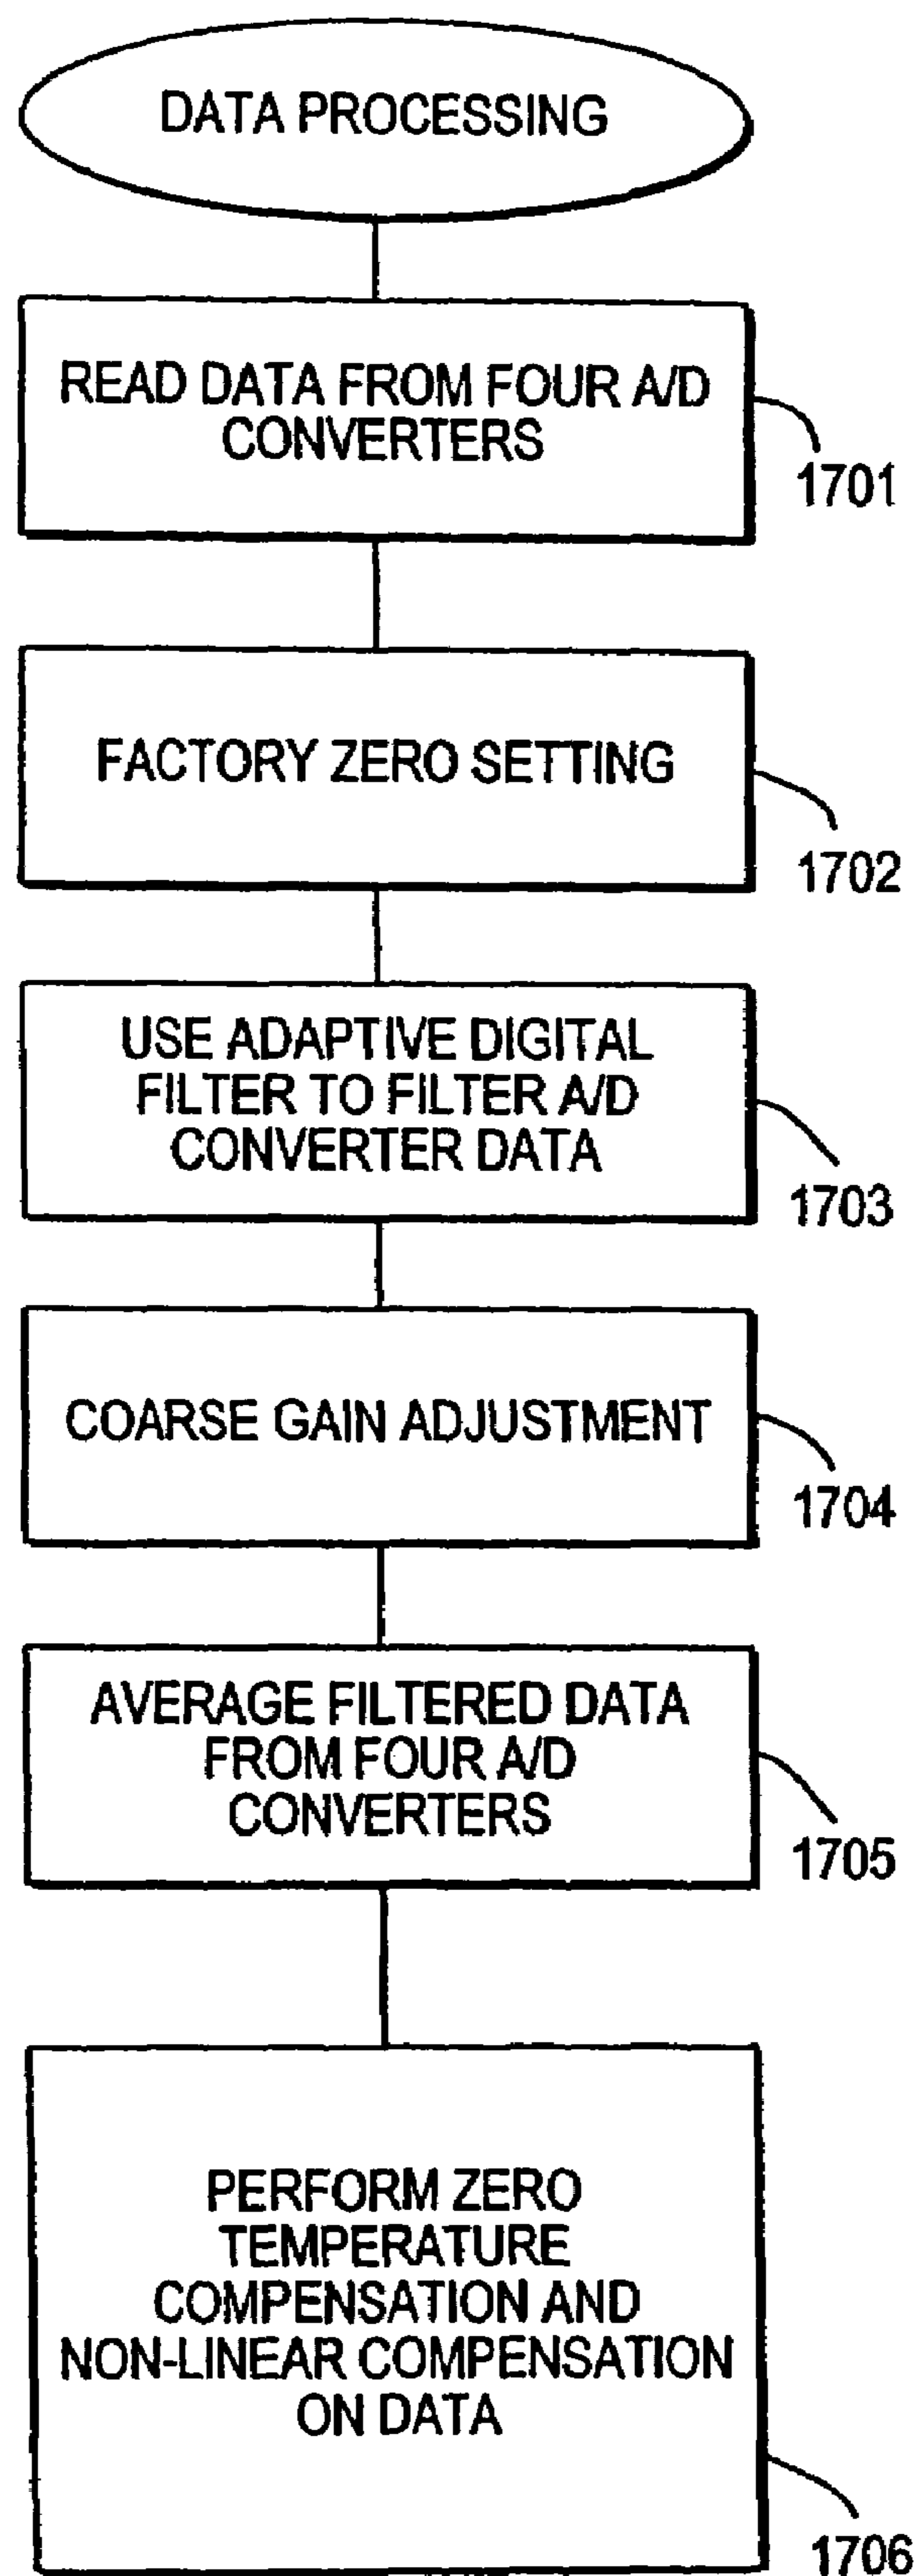 DATA PROCESSING
READ DATA FROM FOUR A/D
CONVERTERS
1701
FACTORY ZERO SETTING
1702
USE ADAPTIVE DIGITAL
FILTER TO FILTER A/D
CONVERTER DATA
1703
COARSE GAIN ADJUSTMENT
1704
AVERAGE FILTERED DATA
FROM FOUR A/D
CONVERTERS
1705
PERFORM ZERO
TEMPERATURE
COMPENSATION AND
NON-LINEAR COMPENSATION
ON DATA
1706